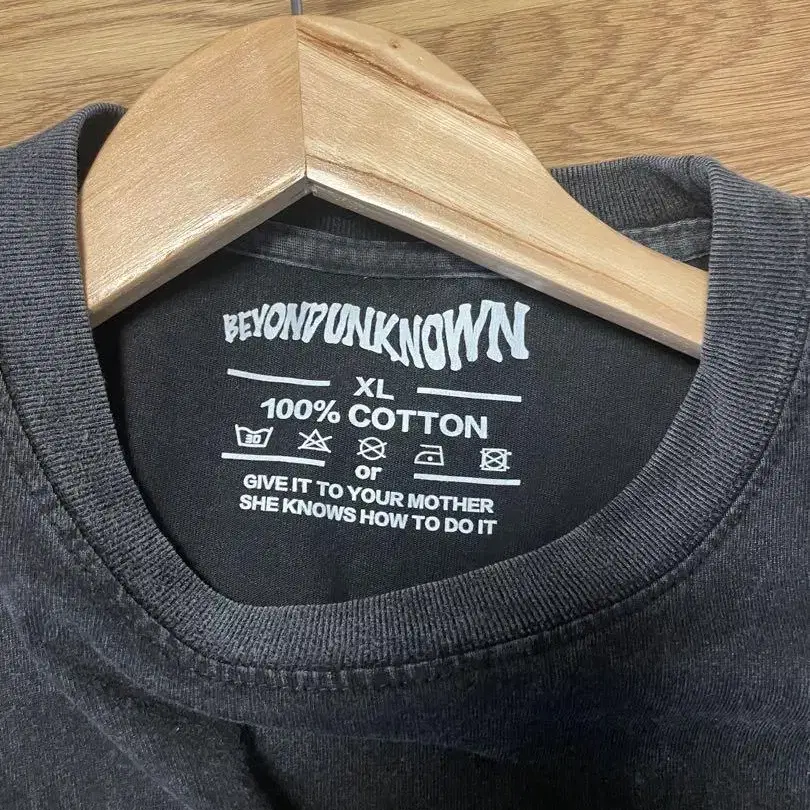 BEYONDUNKNOWN
XL
100% COTTON
30
or
GIVE IT TO YOUR MOTHER
SHE KNOWS HOW TO DO IT